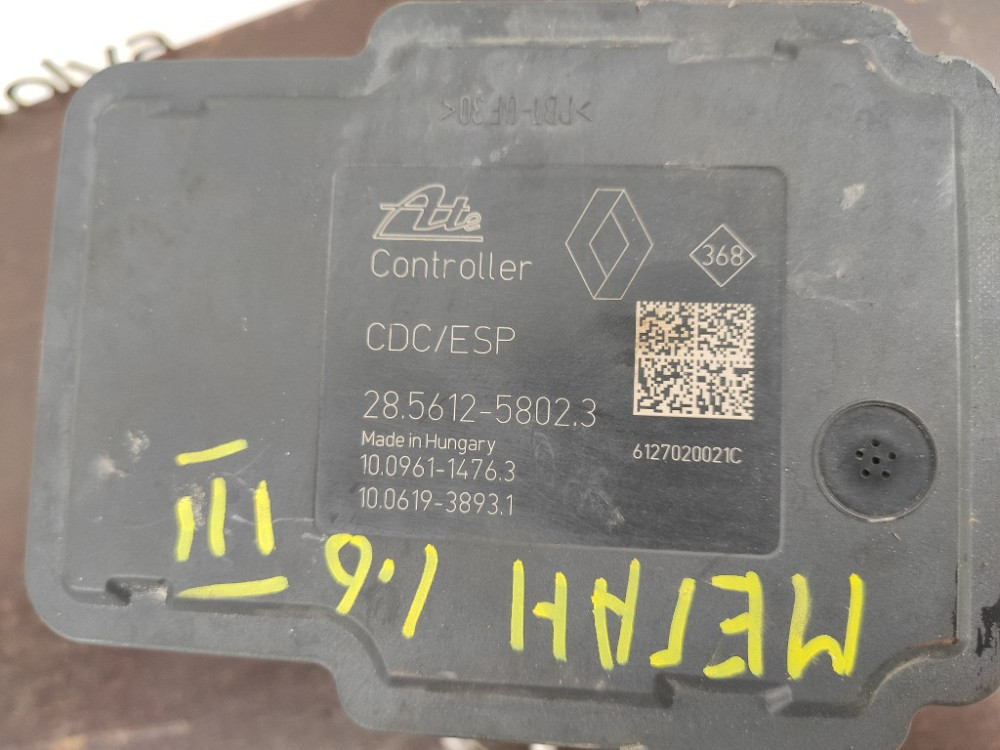 olya
>PBT-GF30<
Ate
Controller
368
CDC/ESP
28.5612-5802.3
Made in Hungary
10.0961-1476.3
10.0619-3893.1
6127020021C
МЕГАН 1.6
III